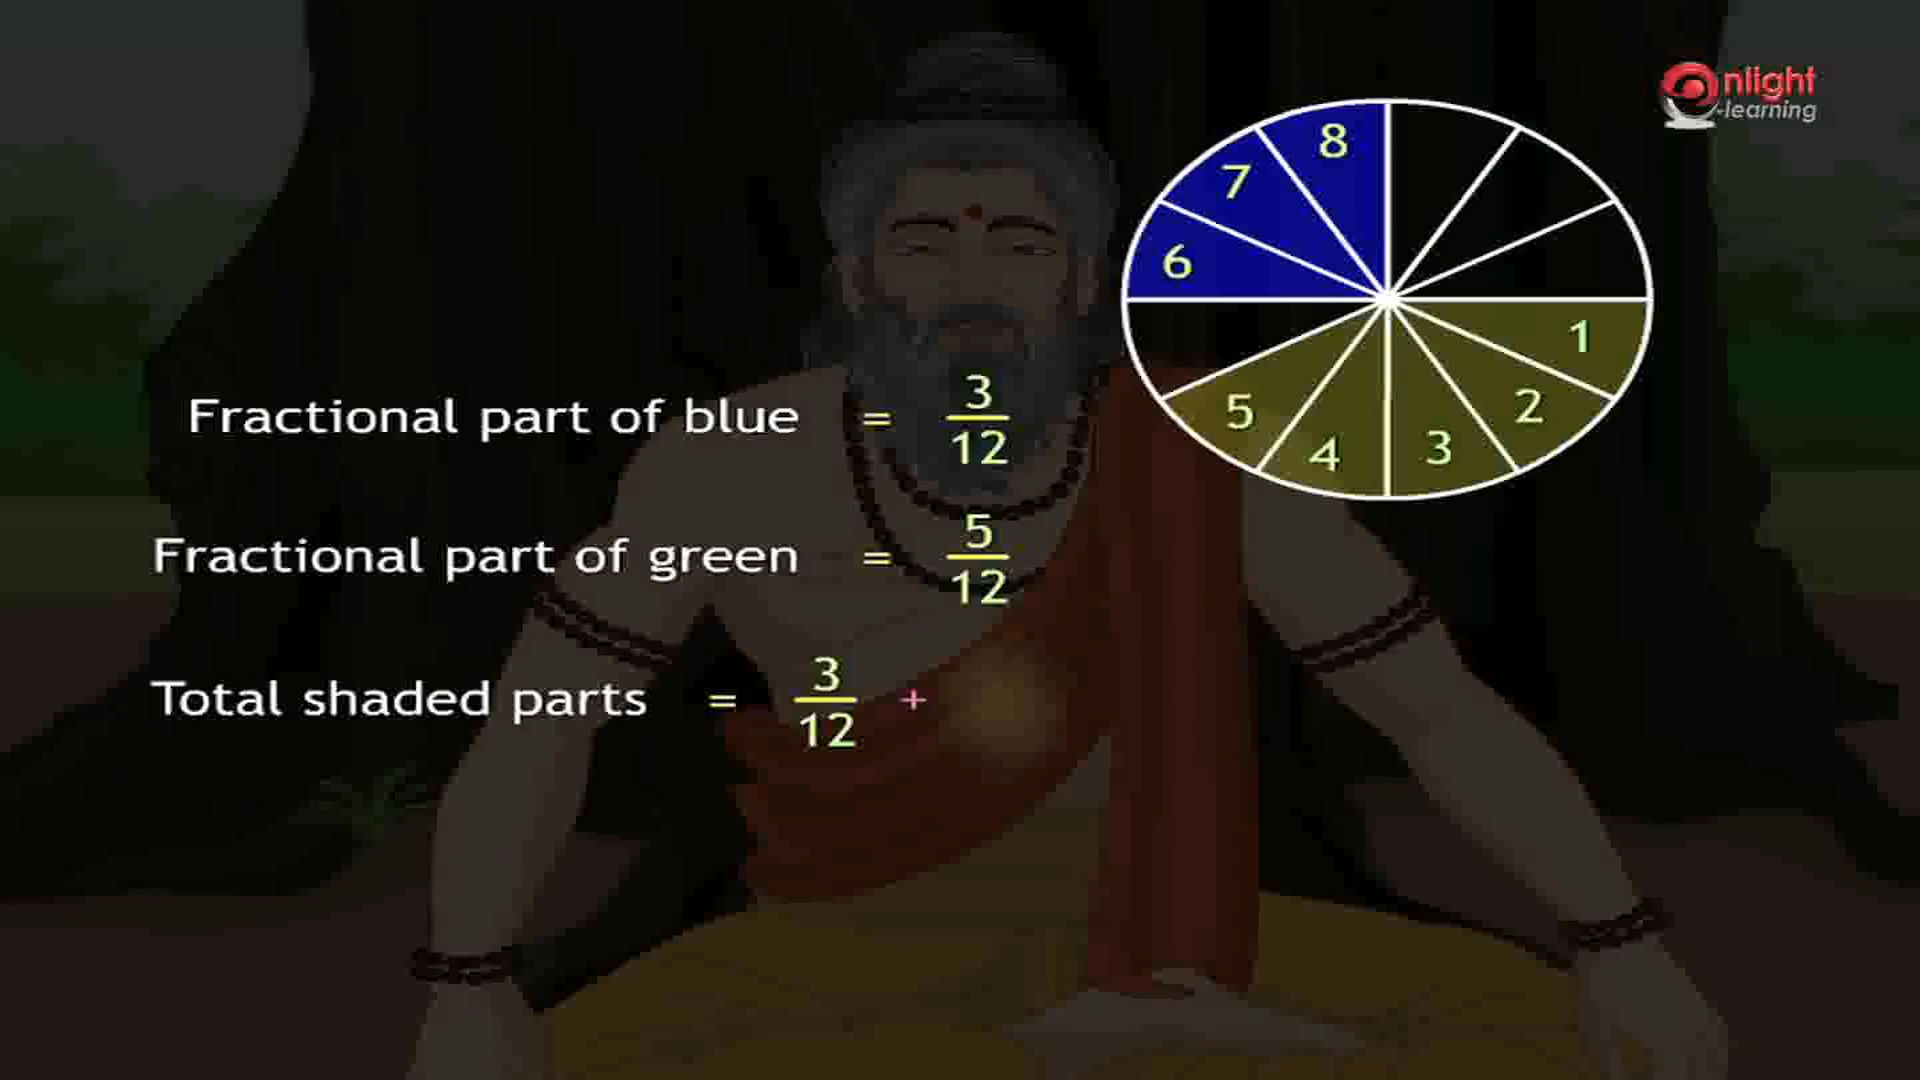 nlight
-learning
8
7
6
1
2
3
4
5
Fractional part of blue = 3/12
Fractional part of green = 5/12
Total shaded parts = 3/12 +